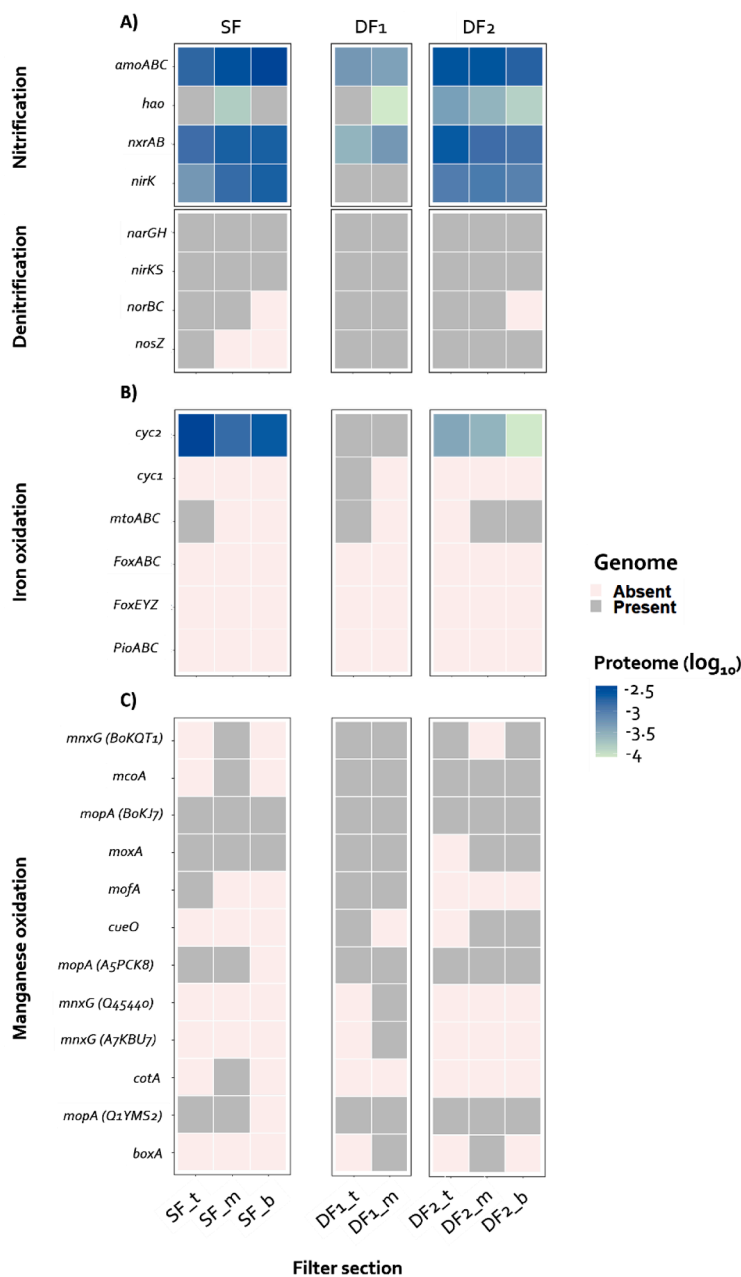 A)
SF DF1 DF2
Nitrification
amoABC
hao
nxrAB
nirK
Denitrification
narGH
nirKS
norBC
nosZ
B)
Iron oxidation
cyc2
cyc1
mtoABC
FoxABC
FoxEYZ
PioABC
Genome
Absent
Present
Proteome (log10)
-2.5
-3
-3.5
-4
C)
Manganese oxidation
mnxG (B0KQT1)
mcoA
mopA (B0KJ7)
moxA
mofA
cueO
mopA (A5PCK8)
mnxG (Q45440)
mnxG (A7KBU7)
cotA
mopA (Q1YMS2)
boxA
SF_t SF_m SF_b DF1_t DF1_m DF2_t DF2_m DF2_b
Filter section